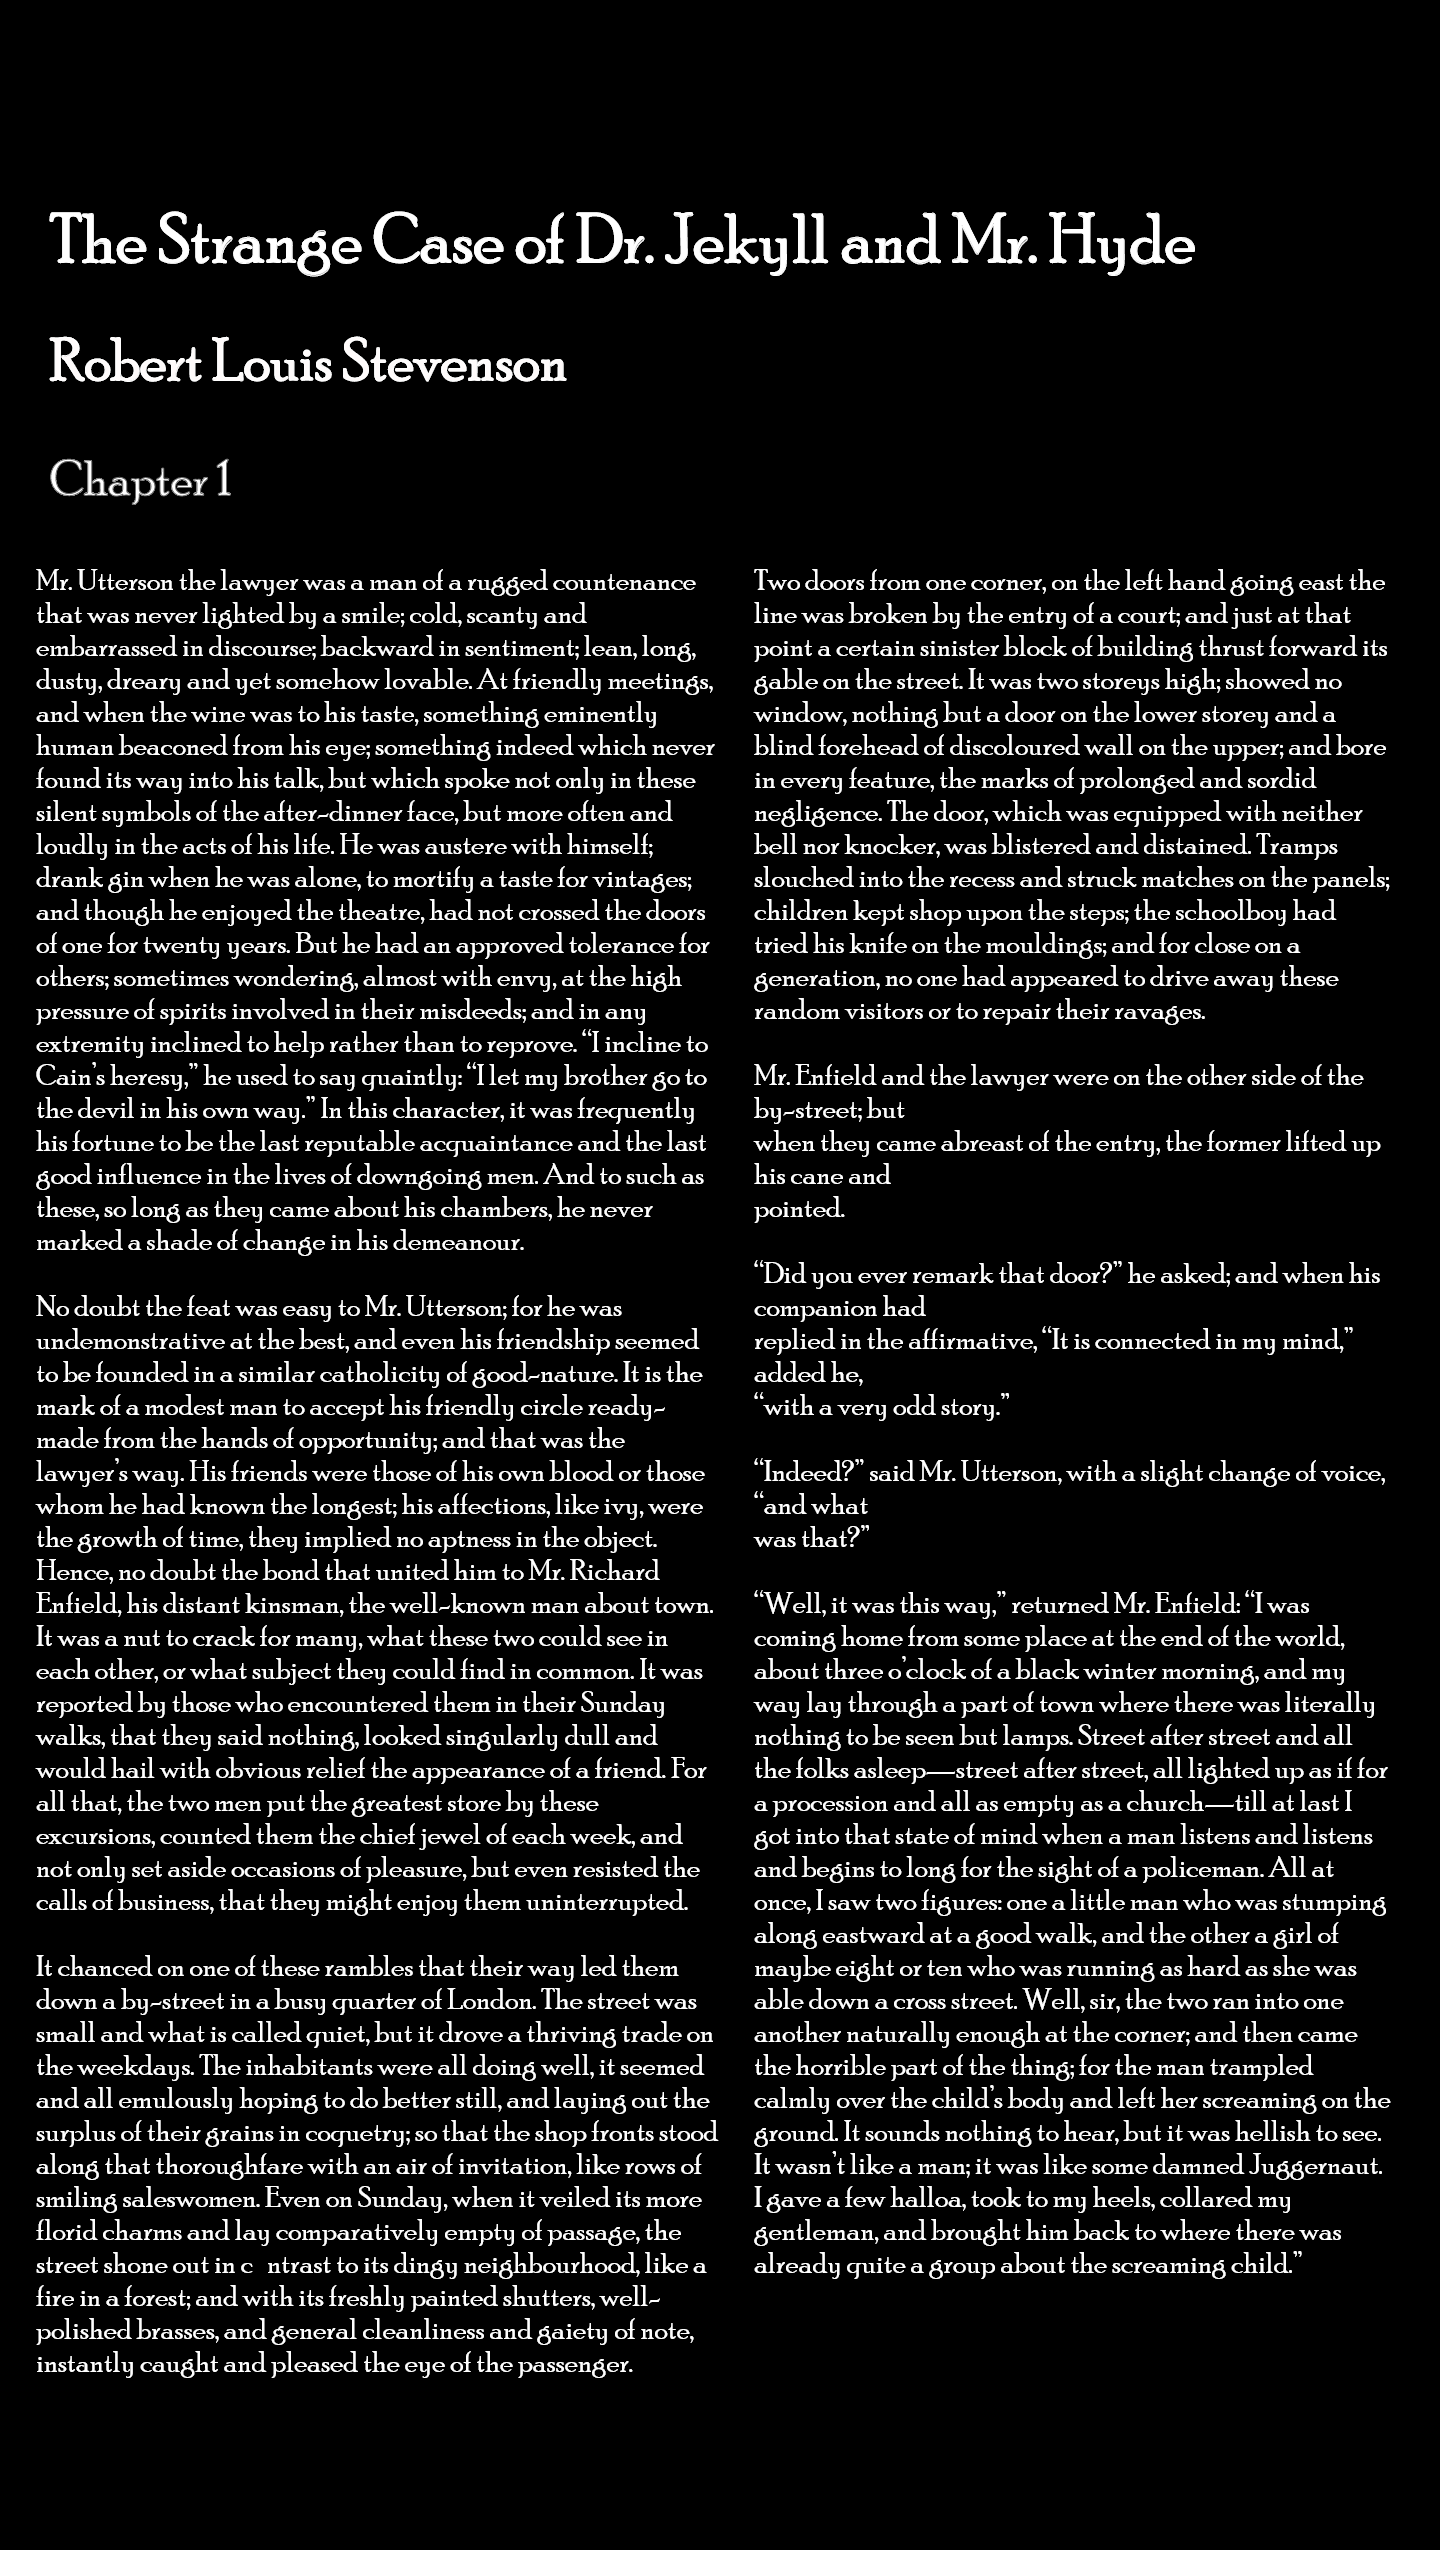 The Strange Case of Dr. Jekyll and Mr. Hyde
Robert Louis Stevenson
Chapter 1
Mr. Utterson the lawyer was a man of a rugged countenance
that was never lighted by a smile; cold, scanty and
embarrassed in discourse; backward in sentiment; lean, long,
dusty, dreary and yet somehow lovable. At friendly meetings,
and when the wine was to his taste, something eminently
human beaconed from his eye; something indeed which never
found its way into his talk, but which spoke not only in these
silent symbols of the after-dinner face, but more often and
loudly in the acts of his life. He was austere with himself;
drank gin when he was alone, to mortify a taste for vintages;
and though he enjoyed the theatre, had not crossed the doors
of one for twenty years. But he had an approved tolerance for
others; sometimes wondering, almost with envy, at the high
pressure of spirits involved in their misdeeds; and in any
extremity inclined to help rather than to reprove. “I incline to
Cain’s heresy,” he used to say quaintly: “I let my brother go to
the devil in his own way.” In this character, it was frequently
his fortune to be the last reputable acquaintance and the last
good influence in the lives of downgoing men. And to such as
these, so long as they came about his chambers, he never
marked a shade of change in his demeanour.
No doubt the feat was easy to Mr. Utterson; for he was
undemonstrative at the best, and even his friendship seemed
to be founded in a similar catholicity of good-nature. It is the
mark of a modest man to accept his friendly circle ready-
made from the hands of opportunity; and that was the
lawyer’s way. His friends were those of his own blood or those
whom he had known the longest; his affections, like ivy, were
the growth of time, they implied no aptness in the object.
Hence, no doubt the bond that united him to Mr. Richard
Enfield, his distant kinsman, the well-known man about town.
It was a nut to crack for many, what these two could see in
each other, or what subject they could find in common. It was
reported by those who encountered them in their Sunday
walks, that they said nothing, looked singularly dull and
would hail with obvious relief the appearance of a friend. For
all that, the two men put the greatest store by these
excursions, counted them the chief jewel of each week, and
not only set aside occasions of pleasure, but even resisted the
calls of business, that they might enjoy them uninterrupted.
It chanced on one of these rambles that their way led them
down a by-street in a busy quarter of London. The street was
small and what is called quiet, but it drove a thriving trade on
the weekdays. The inhabitants were all doing well, it seemed
and all emulously hoping to do better still, and laying out the
surplus of their grains in coquetry; so that the shop fronts stood
along that thoroughfare with an air of invitation, like rows of
smiling saleswomen. Even on Sunday, when it veiled its more
florid charms and lay comparatively empty of passage, the
street shone out in c ntrast to its dingy neighbourhood, like a
fire in a forest; and with its freshly painted shutters, well-
polished brasses, and general cleanliness and gaiety of note,
instantly caught and pleased the eye of the passenger.
Two doors from one corner, on the left hand going east the
line was broken by the entry of a court; and just at that
point a certain sinister block of building thrust forward its
gable on the street. It was two storeys high; showed no
window, nothing but a door on the lower storey and a
blind forehead of discoloured wall on the upper; and bore
in every feature, the marks of prolonged and sordid
negligence. The door, which was equipped with neither
bell nor knocker, was blistered and distained. Tramps
slouched into the recess and struck matches on the panels;
children kept shop upon the steps; the schoolboy had
tried his knife on the mouldings; and for close on a
generation, no one had appeared to drive away these
random visitors or to repair their ravages.
Mr. Enfield and the lawyer were on the other side of the
by-street; but
when they came abreast of the entry, the former lifted up
his cane and
pointed.
“Did you ever remark that door?” he asked; and when his
companion had
replied in the affirmative, “It is connected in my mind,”
added he,
“with a very odd story.”
“Indeed?” said Mr. Utterson, with a slight change of voice,
“and what
was that?”
“Well, it was this way,” returned Mr. Enfield: “I was
coming home from some place at the end of the world,
about three o’clock of a black winter morning, and my
way lay through a part of town where there was literally
nothing to be seen but lamps. Street after street and all
the folks asleep—street after street, all lighted up as if for
a procession and all as empty as a church—till at last I
got into that state of mind when a man listens and listens
and begins to long for the sight of a policeman. All at
once, I saw two figures: one a little man who was stumping
along eastward at a good walk, and the other a girl of
maybe eight or ten who was running as hard as she was
able down a cross street. Well, sir, the two ran into one
another naturally enough at the corner; and then came
the horrible part of the thing; for the man trampled
calmly over the child’s body and left her screaming on the
ground. It sounds nothing to hear, but it was hellish to see.
It wasn’t like a man; it was like some damned Juggernaut.
I gave a few halloa, took to my heels, collared my
gentleman, and brought him back to where there was
already quite a group about the screaming child.”